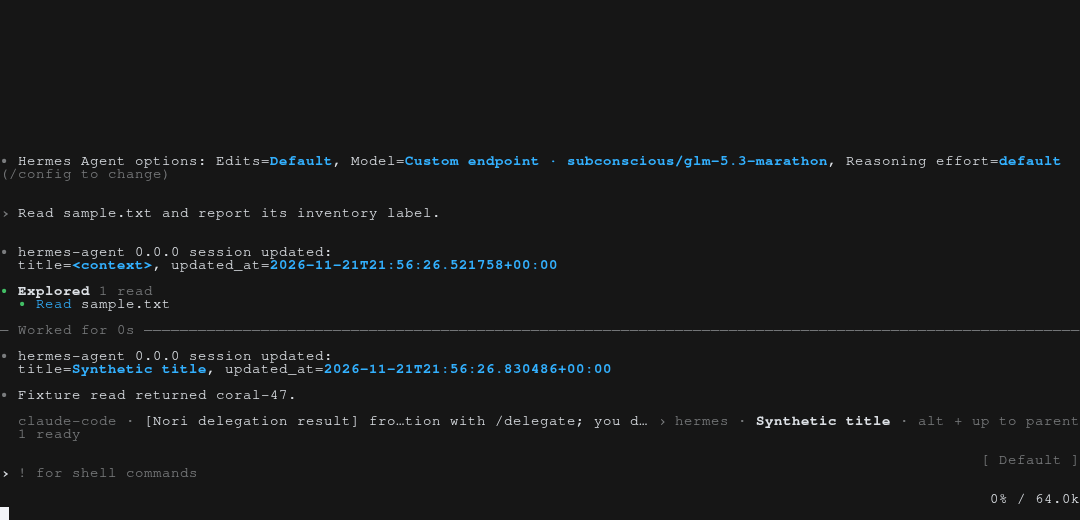 • Hermes Agent options: Edits=Default, Model=Custom endpoint · subconscious/glm-5.3-marathon, Reasoning effort=default
(/config to change)
› Read sample.txt and report its inventory label.
• hermes-agent 0.0.0 session updated:
title=<context>, updated_at=2026-11-21T21:56:26.521758+00:00
• Explored 1 read
• Read sample.txt
— Worked for 0s ————————————————————————————————————————
• hermes-agent 0.0.0 session updated:
title=Synthetic title, updated_at=2026-11-21T21:56:26.830486+00:00
• Fixture read returned coral-47.
claude-code · [Nori delegation result] fro…tion with /delegate; you d… › hermes · Synthetic title · alt + up to parent
1 ready
[ Default ]
› ! for shell commands
0% / 64.0k